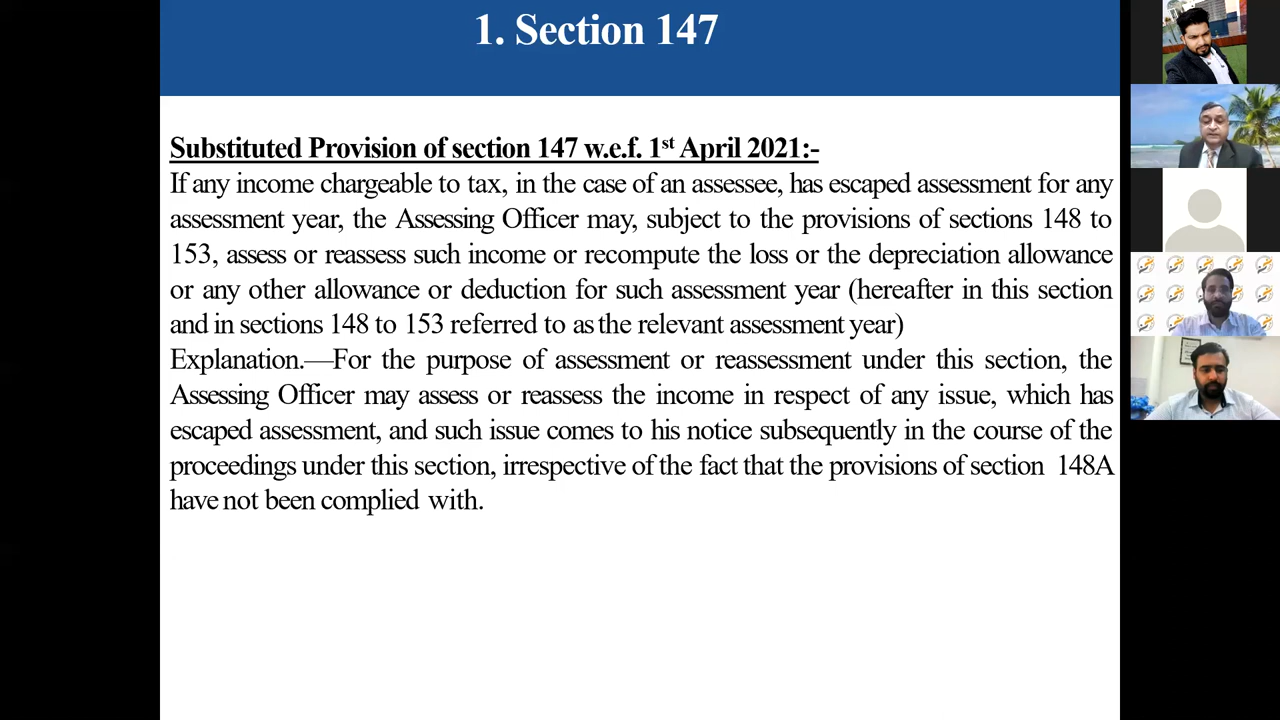 1. Section 147
Substituted Provision of section 147 w.e.f. 1st April 2021:-
If any income chargeable to tax, in the case of an assessee, has escaped assessment for any
assessment year, the Assessing Officer may, subject to the provisions of sections 148 to
153, assess or reassess such income or recompute the loss or the depreciation allowance
or any other allowance or deduction for such assessment year (hereafter in this section
and in sections 148 to 153 referred to as the relevant assessment year)
Explanation.—For the purpose of assessment or reassessment under this section, the
Assessing Officer may assess or reassess the income in respect of any issue, which has
escaped assessment, and such issue comes to his notice subsequently in the course of the
proceedings under this section, irrespective of the fact that the provisions of section 148A
have not been complied with.